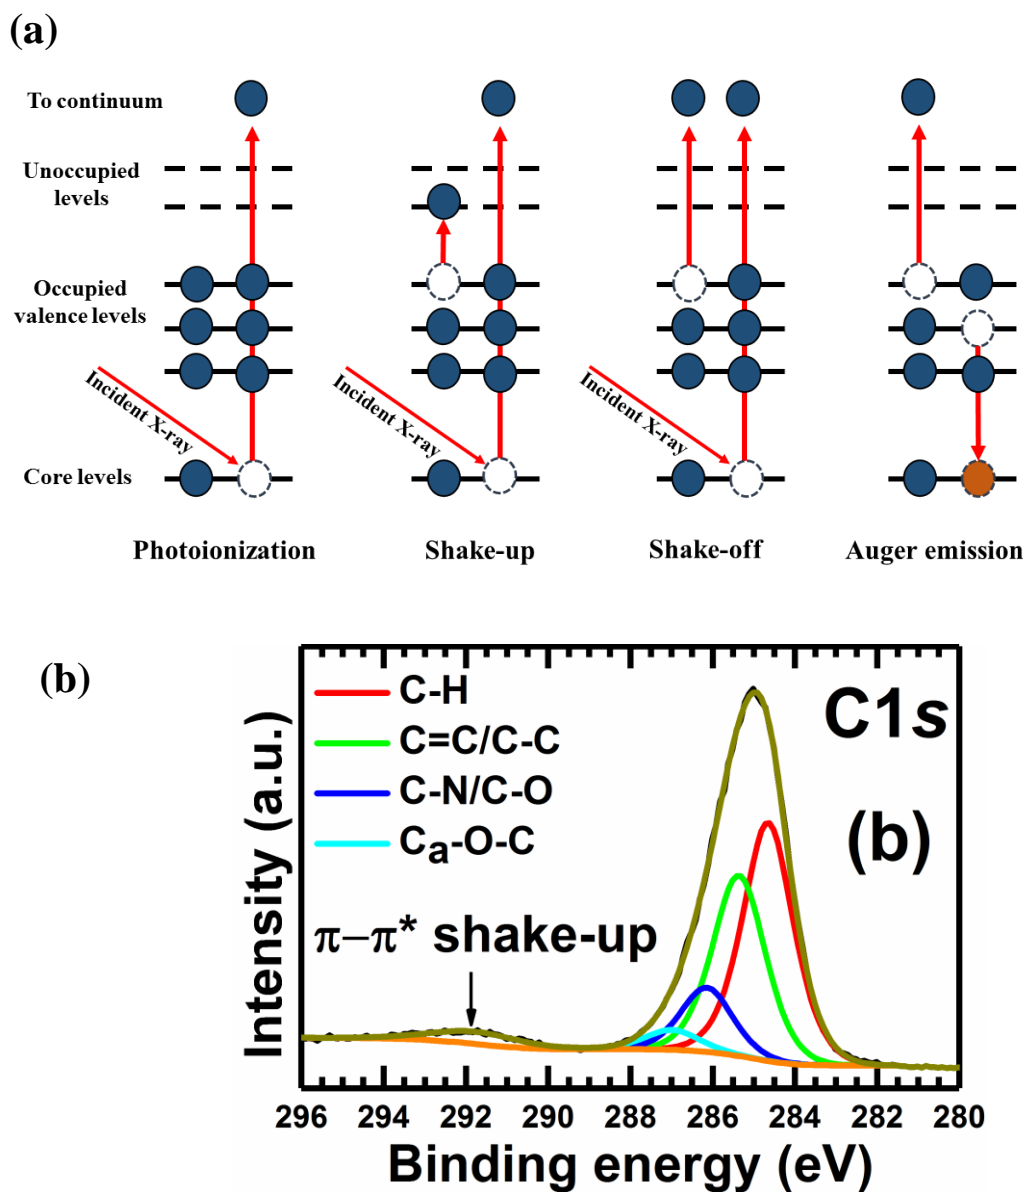 (a)
To continuum
Unoccupied
levels
Occupied
valence levels
Incident X-ray
Incident X-ray
Incident X-ray
Core levels
Photoionization
Shake-up
Shake-off
Auger emission
(b)
C-H
C=C/C-C
C-N/C-O
Ca-O-C
C1s
(b)
π−π* shake-up
Intensity (a.u.)
296 294 292 290 288 286 284 282 280
Binding energy (eV)